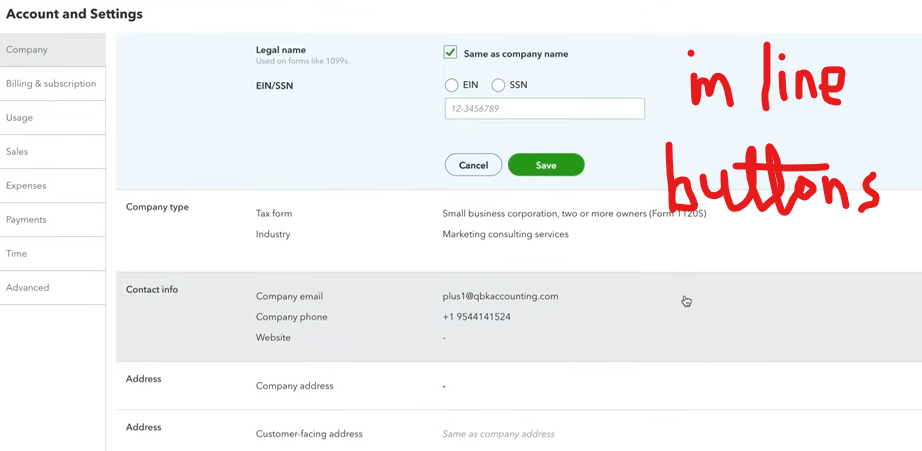 Account and Settings
Company
Billing & subscription
Usage
Sales
Expenses
Payments
Time
Advanced
Legal name
Used on forms like 1099s.
Same as company name
EIN/SSN
EIN SSN
12-3456789
Cancel Save
in line
buttons
Company type
Tax form Small business corporation, two or more owners (Form 1120S)
Industry Marketing consulting services
Contact info
Company email plus1@qbkaccounting.com
Company phone +1 9544141524
Website -
Address
Company address -
Address
Customer-facing address Same as company address